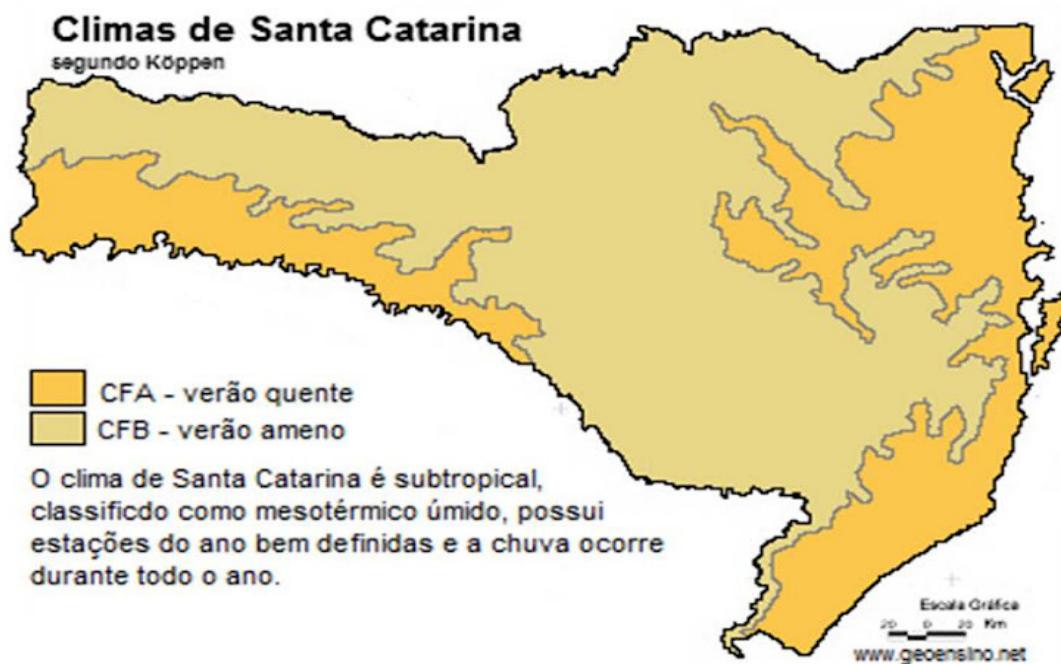 Climas de Santa Catarina
segundo Köppen
CFA - verão quente
CFB - verão ameno
O clima de Santa Catarina é subtropical,
classificdo como mesotérmico úmido, possui
estações do ano bem definidas e a chuva ocorre
durante todo o ano.
Escala Gráfica
20 0 20 Km
www.geoensino.net